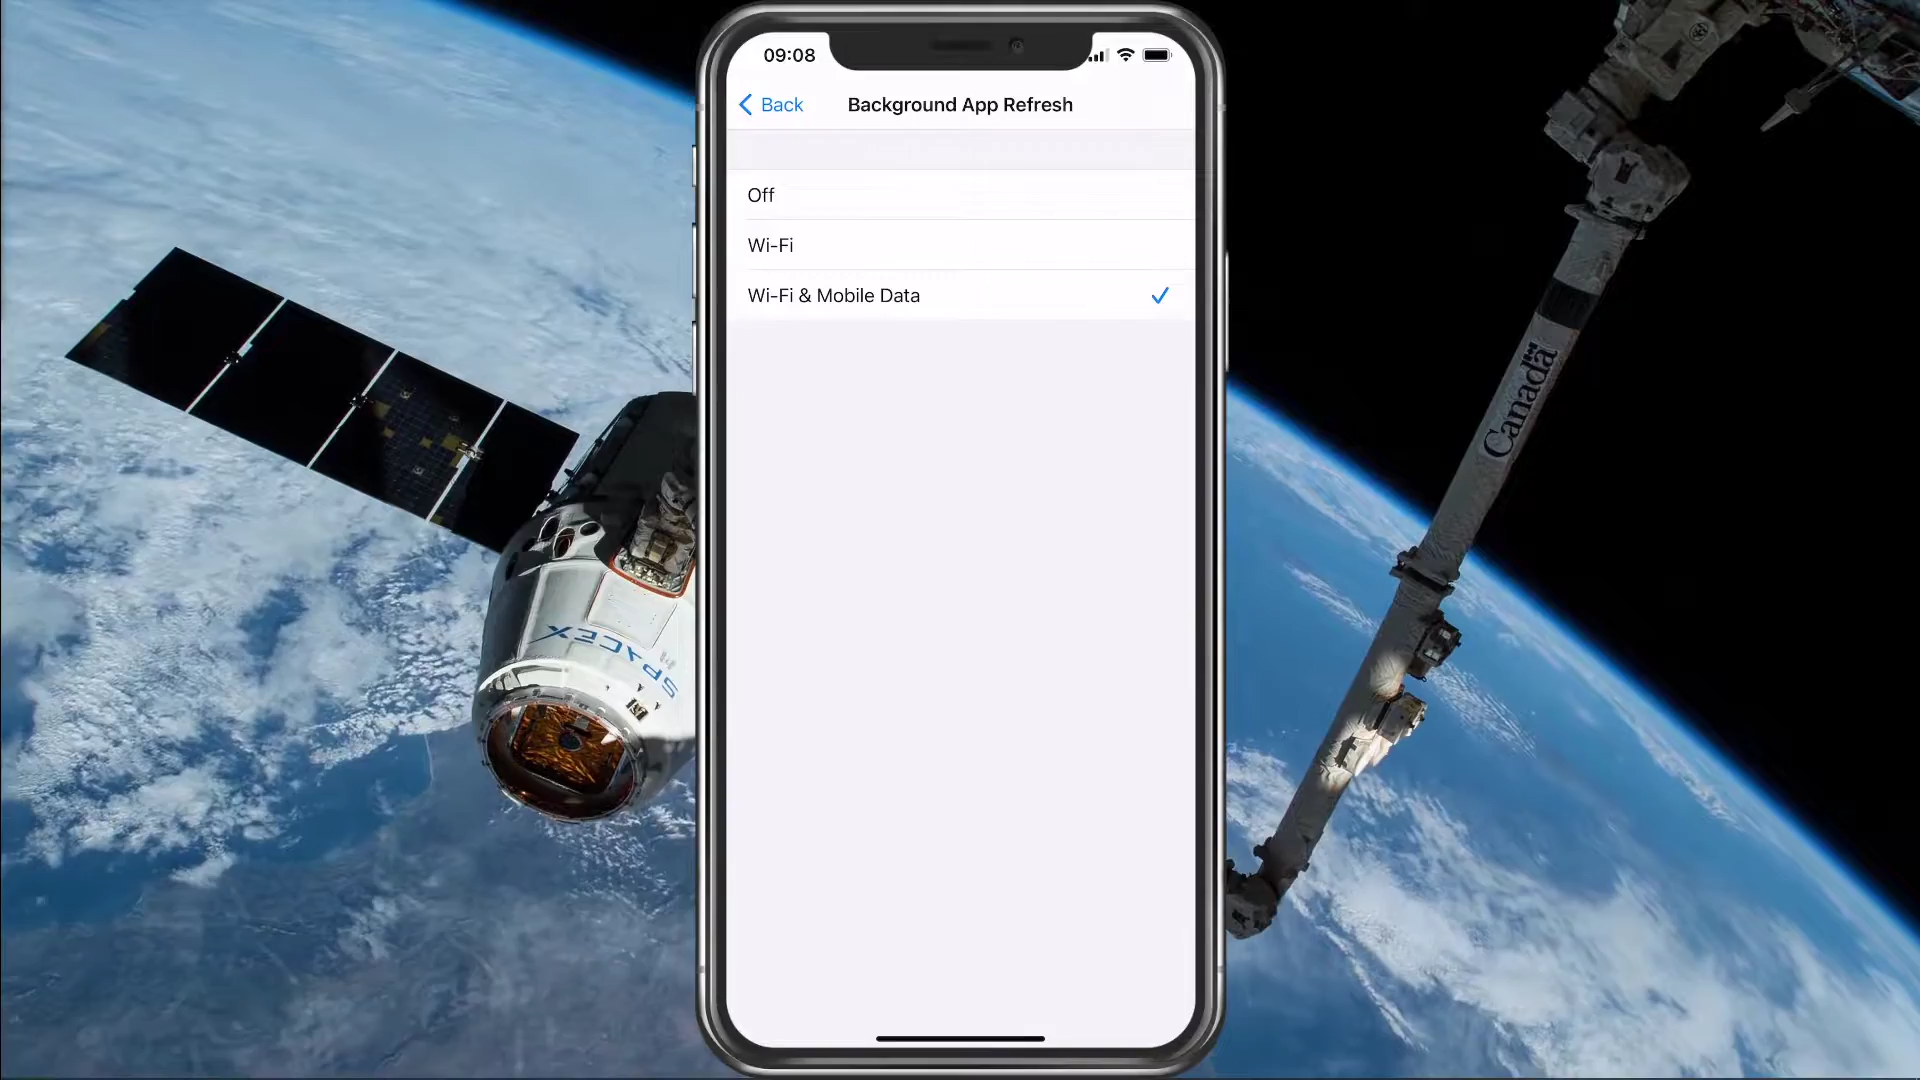 09:08
Back
Background App Refresh
Off
Wi-Fi
Wi-Fi & Mobile Data
Canada
SPACEX